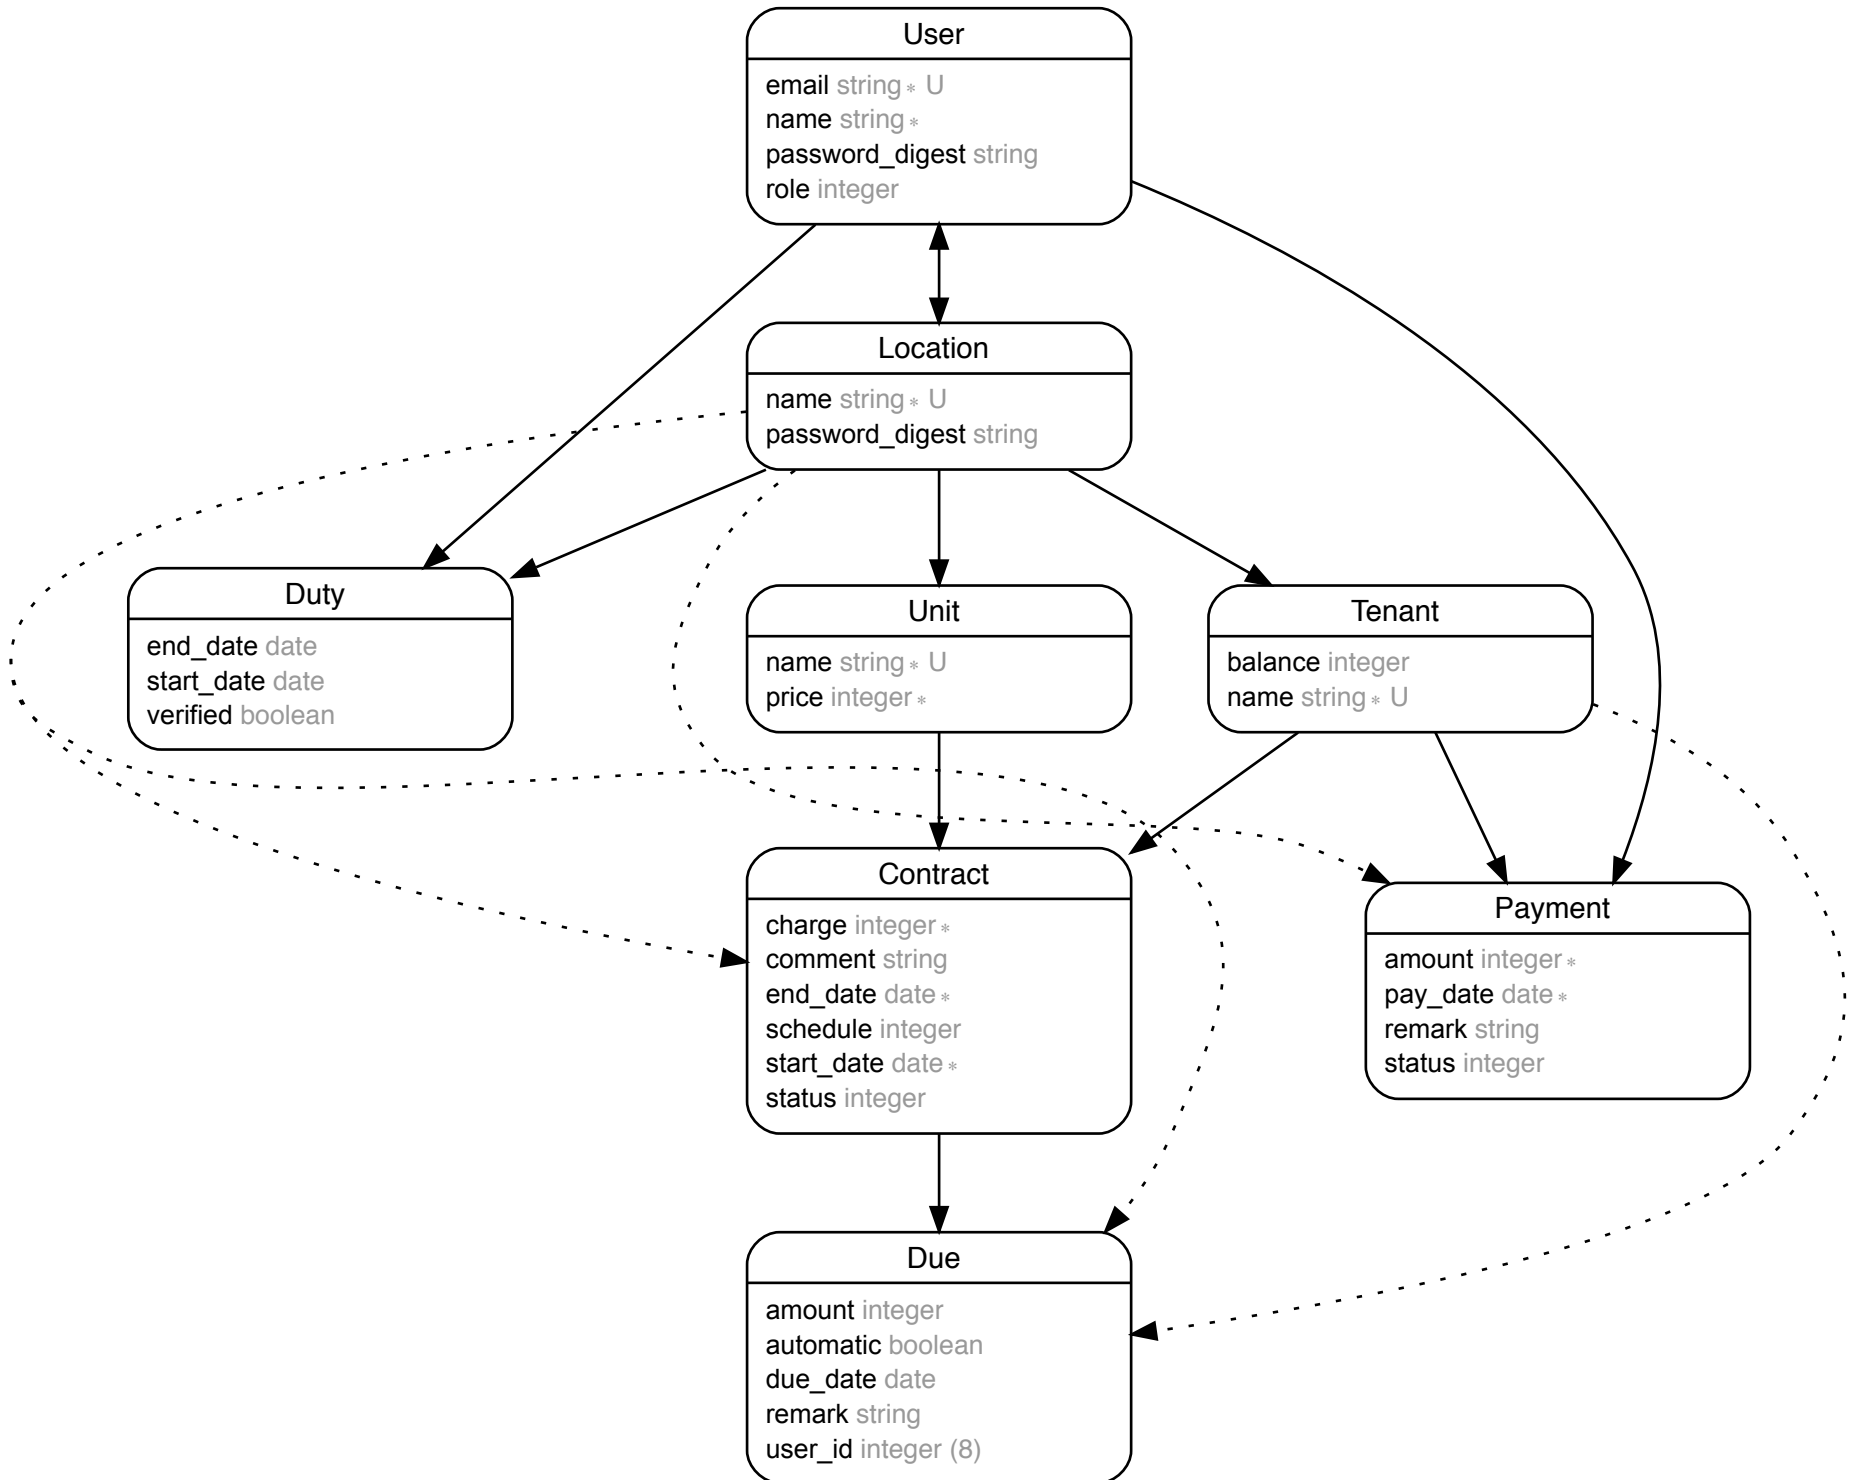 User
email string∗ U
name string∗
password_digest string
role integer
Location
name string∗ U
password_digest string
Duty
end_date date
start_date date
verified boolean
Unit
name string∗ U
price integer∗
Tenant
balance integer
name string∗ U
Contract
charge integer∗
comment string
end_date date∗
schedule integer
start_date date∗
status integer
Payment
amount integer∗
pay_date date∗
remark string
status integer
Due
amount integer
automatic boolean
due_date date
remark string
user_id integer (8)